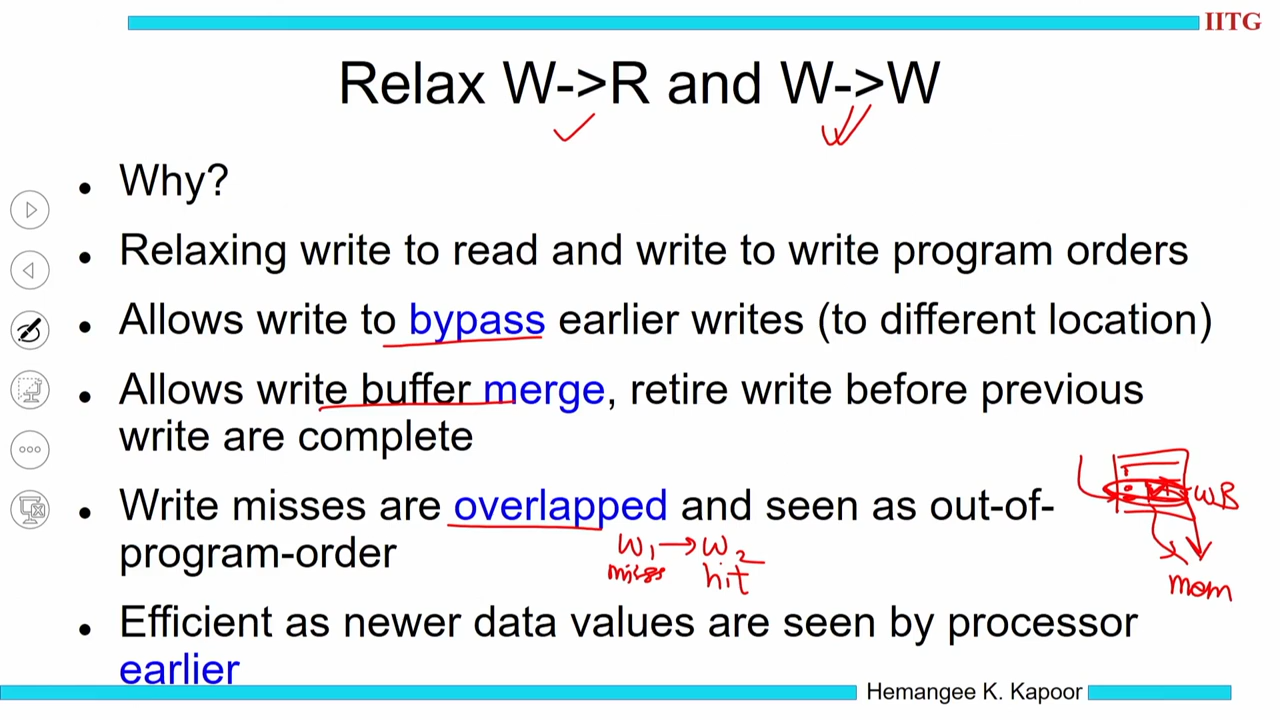 IITG
Relax W->R and W->W
• Why?
• Relaxing write to read and write to write program orders
• Allows write to bypass earlier writes (to different location)
• Allows write buffer merge, retire write before previous
write are complete
• Write misses are overlapped and seen as out-of-
program-order
W1 → W2
miss hit
WB
mem
• Efficient as newer data values are seen by processor
earlier
Hemangee K. Kapoor